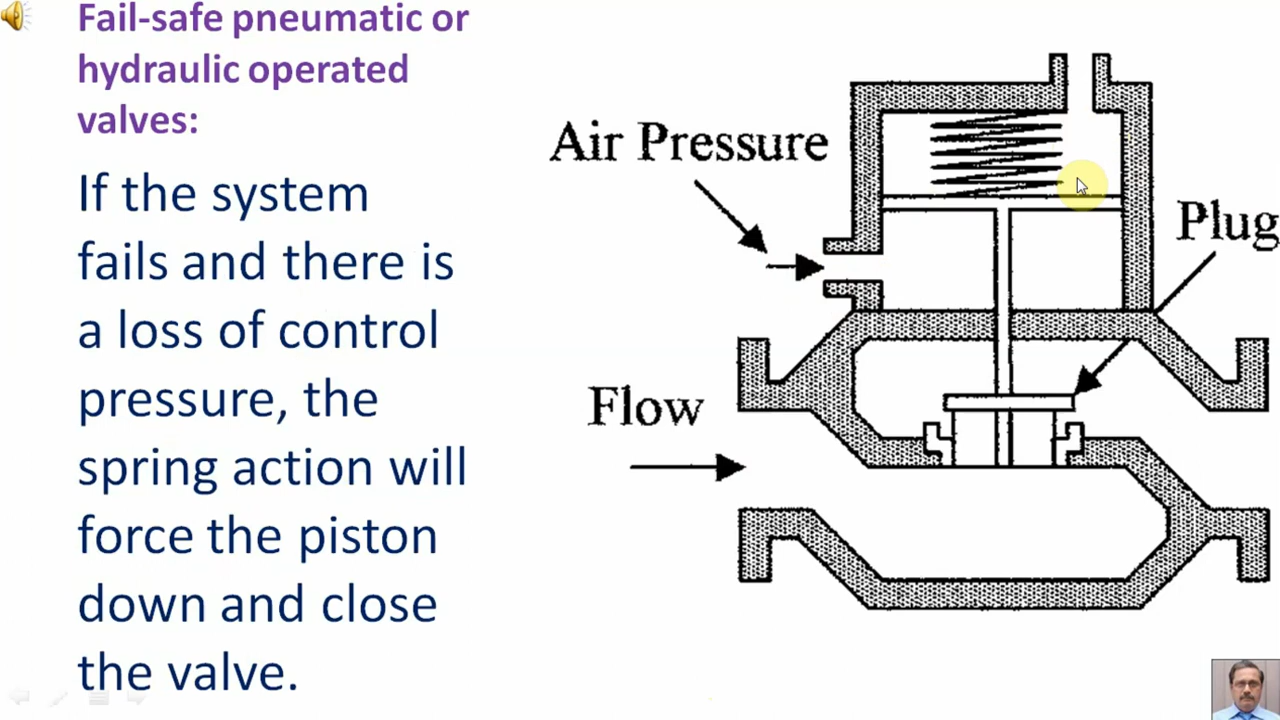 Fail-safe pneumatic or
hydraulic operated
valves:
If the system
fails and there is
a loss of control
pressure, the
spring action will
force the piston
down and close
the valve.
Air Pressure
Plug
Flow